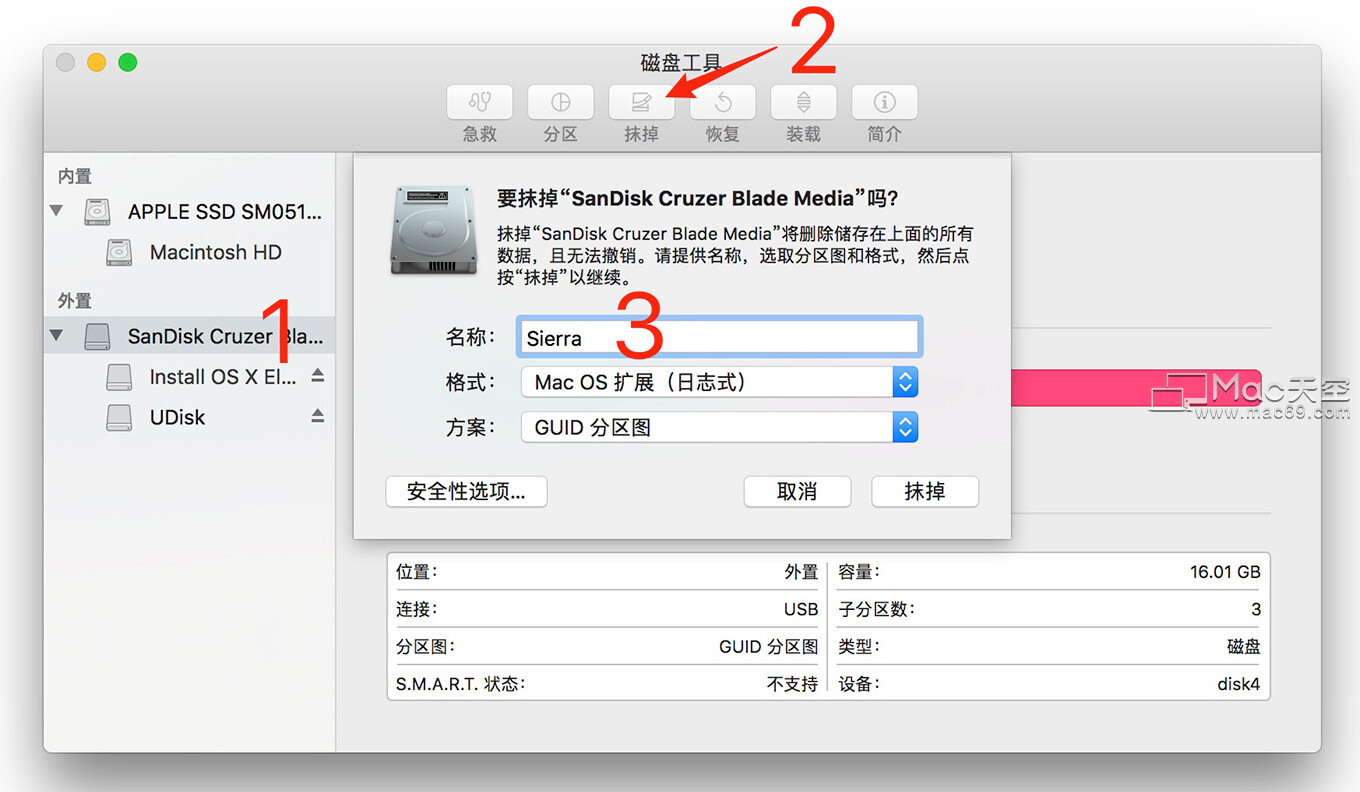 2
磁盘工具
急救 分区 抹掉 恢复 装载 简介
内置
APPLE SSD SM051...
Macintosh HD
外置
1
SanDisk Cruzer Bla...
Install OS X El...
UDisk
要抹掉“SanDisk Cruzer Blade Media”吗?
抹掉“SanDisk Cruzer Blade Media”将删除储存在上面的所有
数据，且无法撤销。请提供名称，选取分区图和格式，然后点
按“抹掉”以继续。
3
名称： Sierra
格式： Mac OS 扩展（日志式）
方案： GUID 分区图
安全性选项... 取消 抹掉
Mac天空
www.mac69.com
位置： 外置 容量： 16.01 GB
连接： USB 子分区数： 3
分区图： GUID 分区图 类型： 磁盘
S.M.A.R.T. 状态： 不支持 设备： disk4